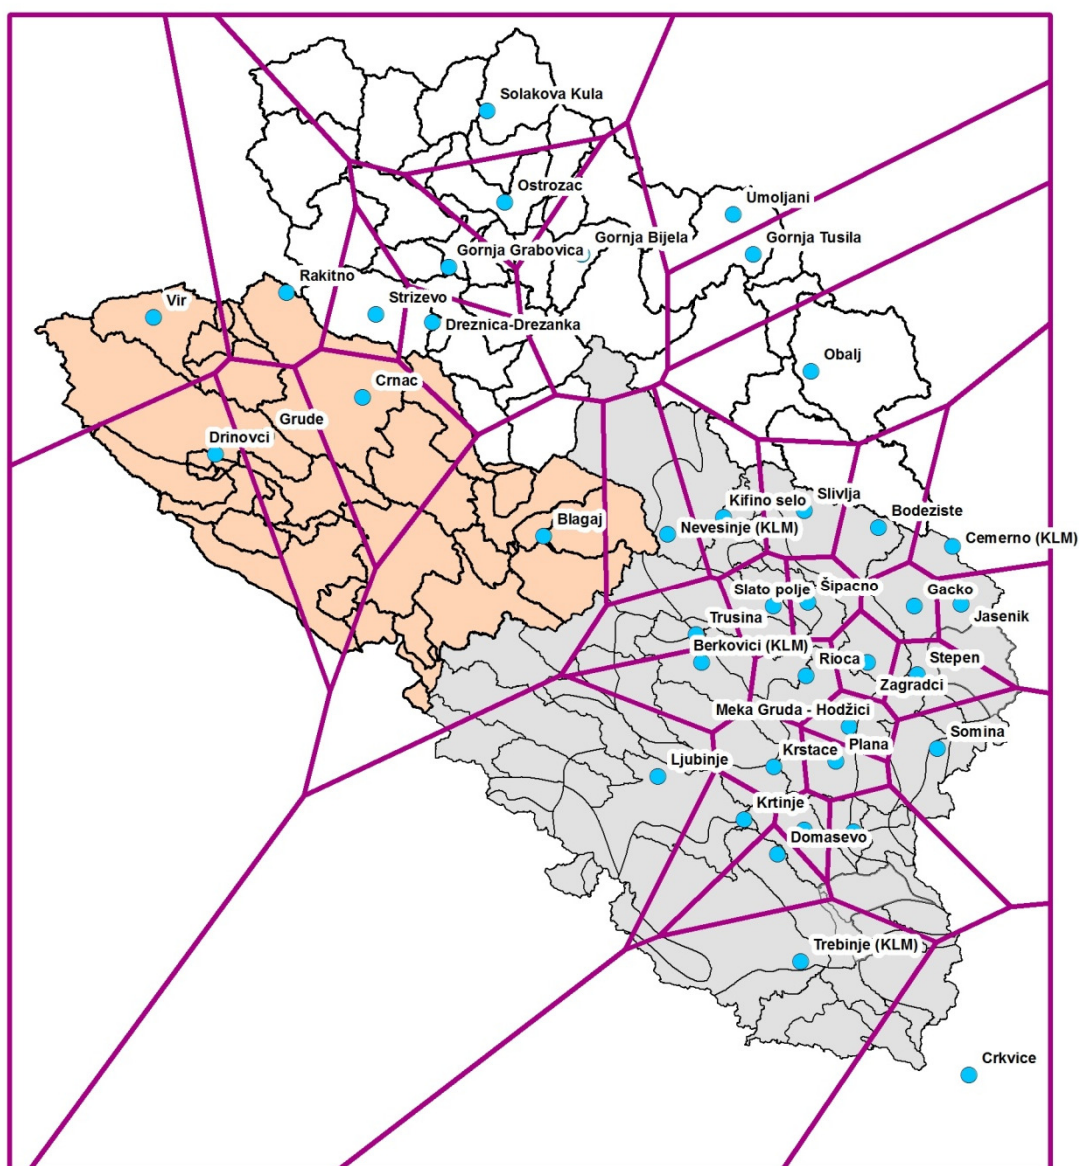 Solakova Kula
Ostrozac
Umoljani
Gornja Bijela
Gornja Tusila
Gornja Grabovica
Rakitno
Vir
Strizevo
Dreznica-Drezanka
Obalj
Crnac
Grude
Drinovci
Kifino selo
Slivlja
Bodeziste
Blagaj
Nevesinje (KLM)
Cemerno (KLM)
Slato polje
Šipacno
Gacko
Trusina
Jasenik
Berkovici (KLM)
Rioca
Stepen
Zagradci
Meka Gruda - Hodžici
Somina
Krstace
Plana
Ljubinje
Krtinje
Domasevo
Trebinje (KLM)
Crkvice